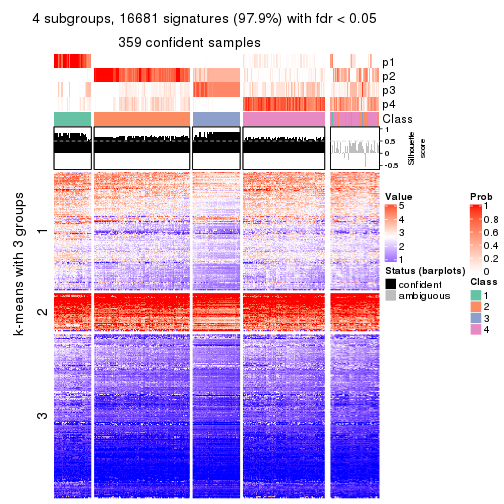 4 subgroups, 16681 signatures (97.9%) with fdr < 0.05
359 confident samples
p1
p2
p3
p4
Class
1
0.5
0
-0.5
Silhouette
score
k-means with 3 groups
1
2
3
Value
5
4
3
2
1
Prob
1
0.8
0.6
0.4
0.2
0
Status (barplots)
confident
ambiguous
Class
1
2
3
4